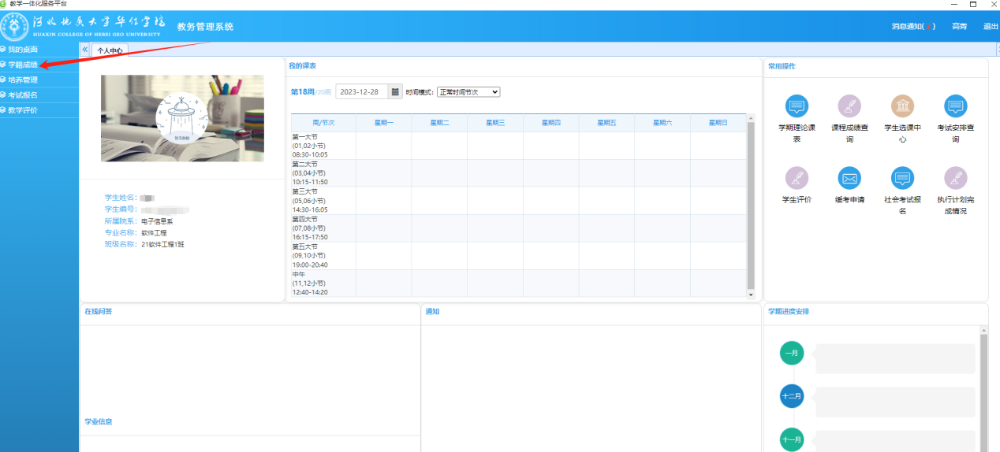 教学一体化服务平台
河北地质大学华信学院
HUAXIN COLLEGE OF HEBEI GEO UNIVERSITY
教务管理系统
消息通知(2)
退出
我的桌面
学籍成绩
培养管理
考试报名
教学评价
个人中心
暂无数据
学生姓名:
学生编号:
所属院系: 电子信息系
专业名称: 软件工程
班级名称: 21软件工程1班
我的课表
第18周/20周 2023-12-28 时间模式: 正常时间节次
周/节次 星期一 星期二 星期三 星期四 星期五 星期六 星期日
第一大节
(01,02小节)
08:30-10:05
第二大节
(03,04小节)
10:15-11:50
第三大节
(05,06小节)
14:30-16:05
第四大节
(07,08小节)
16:15-17:50
第五大节
(09,10小节)
19:00-20:40
中午
(11,12小节)
12:40-14:20
常用操作
学期理论课
表
课程成绩查
询
学生选课中
心
考试安排查
询
学生评价
缓考申请
社会考试报
名
执行计划完
成情况
在线问答
通知
学期进度安排
一月
十二月
十一月
学业信息